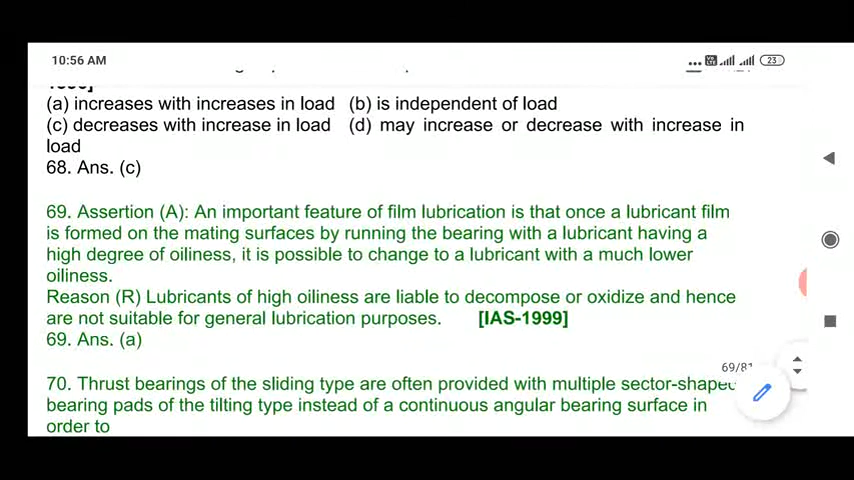 10:56 AM
23
(a) increases with increases in load (b) is independent of load
(c) decreases with increase in load (d) may increase or decrease with increase in
load
68. Ans. (c)
69. Assertion (A): An important feature of film lubrication is that once a lubricant film
is formed on the mating surfaces by running the bearing with a lubricant having a
high degree of oiliness, it is possible to change to a lubricant with a much lower
oiliness.
Reason (R) Lubricants of high oiliness are liable to decompose or oxidize and hence
are not suitable for general lubrication purposes. [IAS-1999]
69. Ans. (a)
69/81
70. Thrust bearings of the sliding type are often provided with multiple sector-shaped
bearing pads of the tilting type instead of a continuous angular bearing surface in
order to